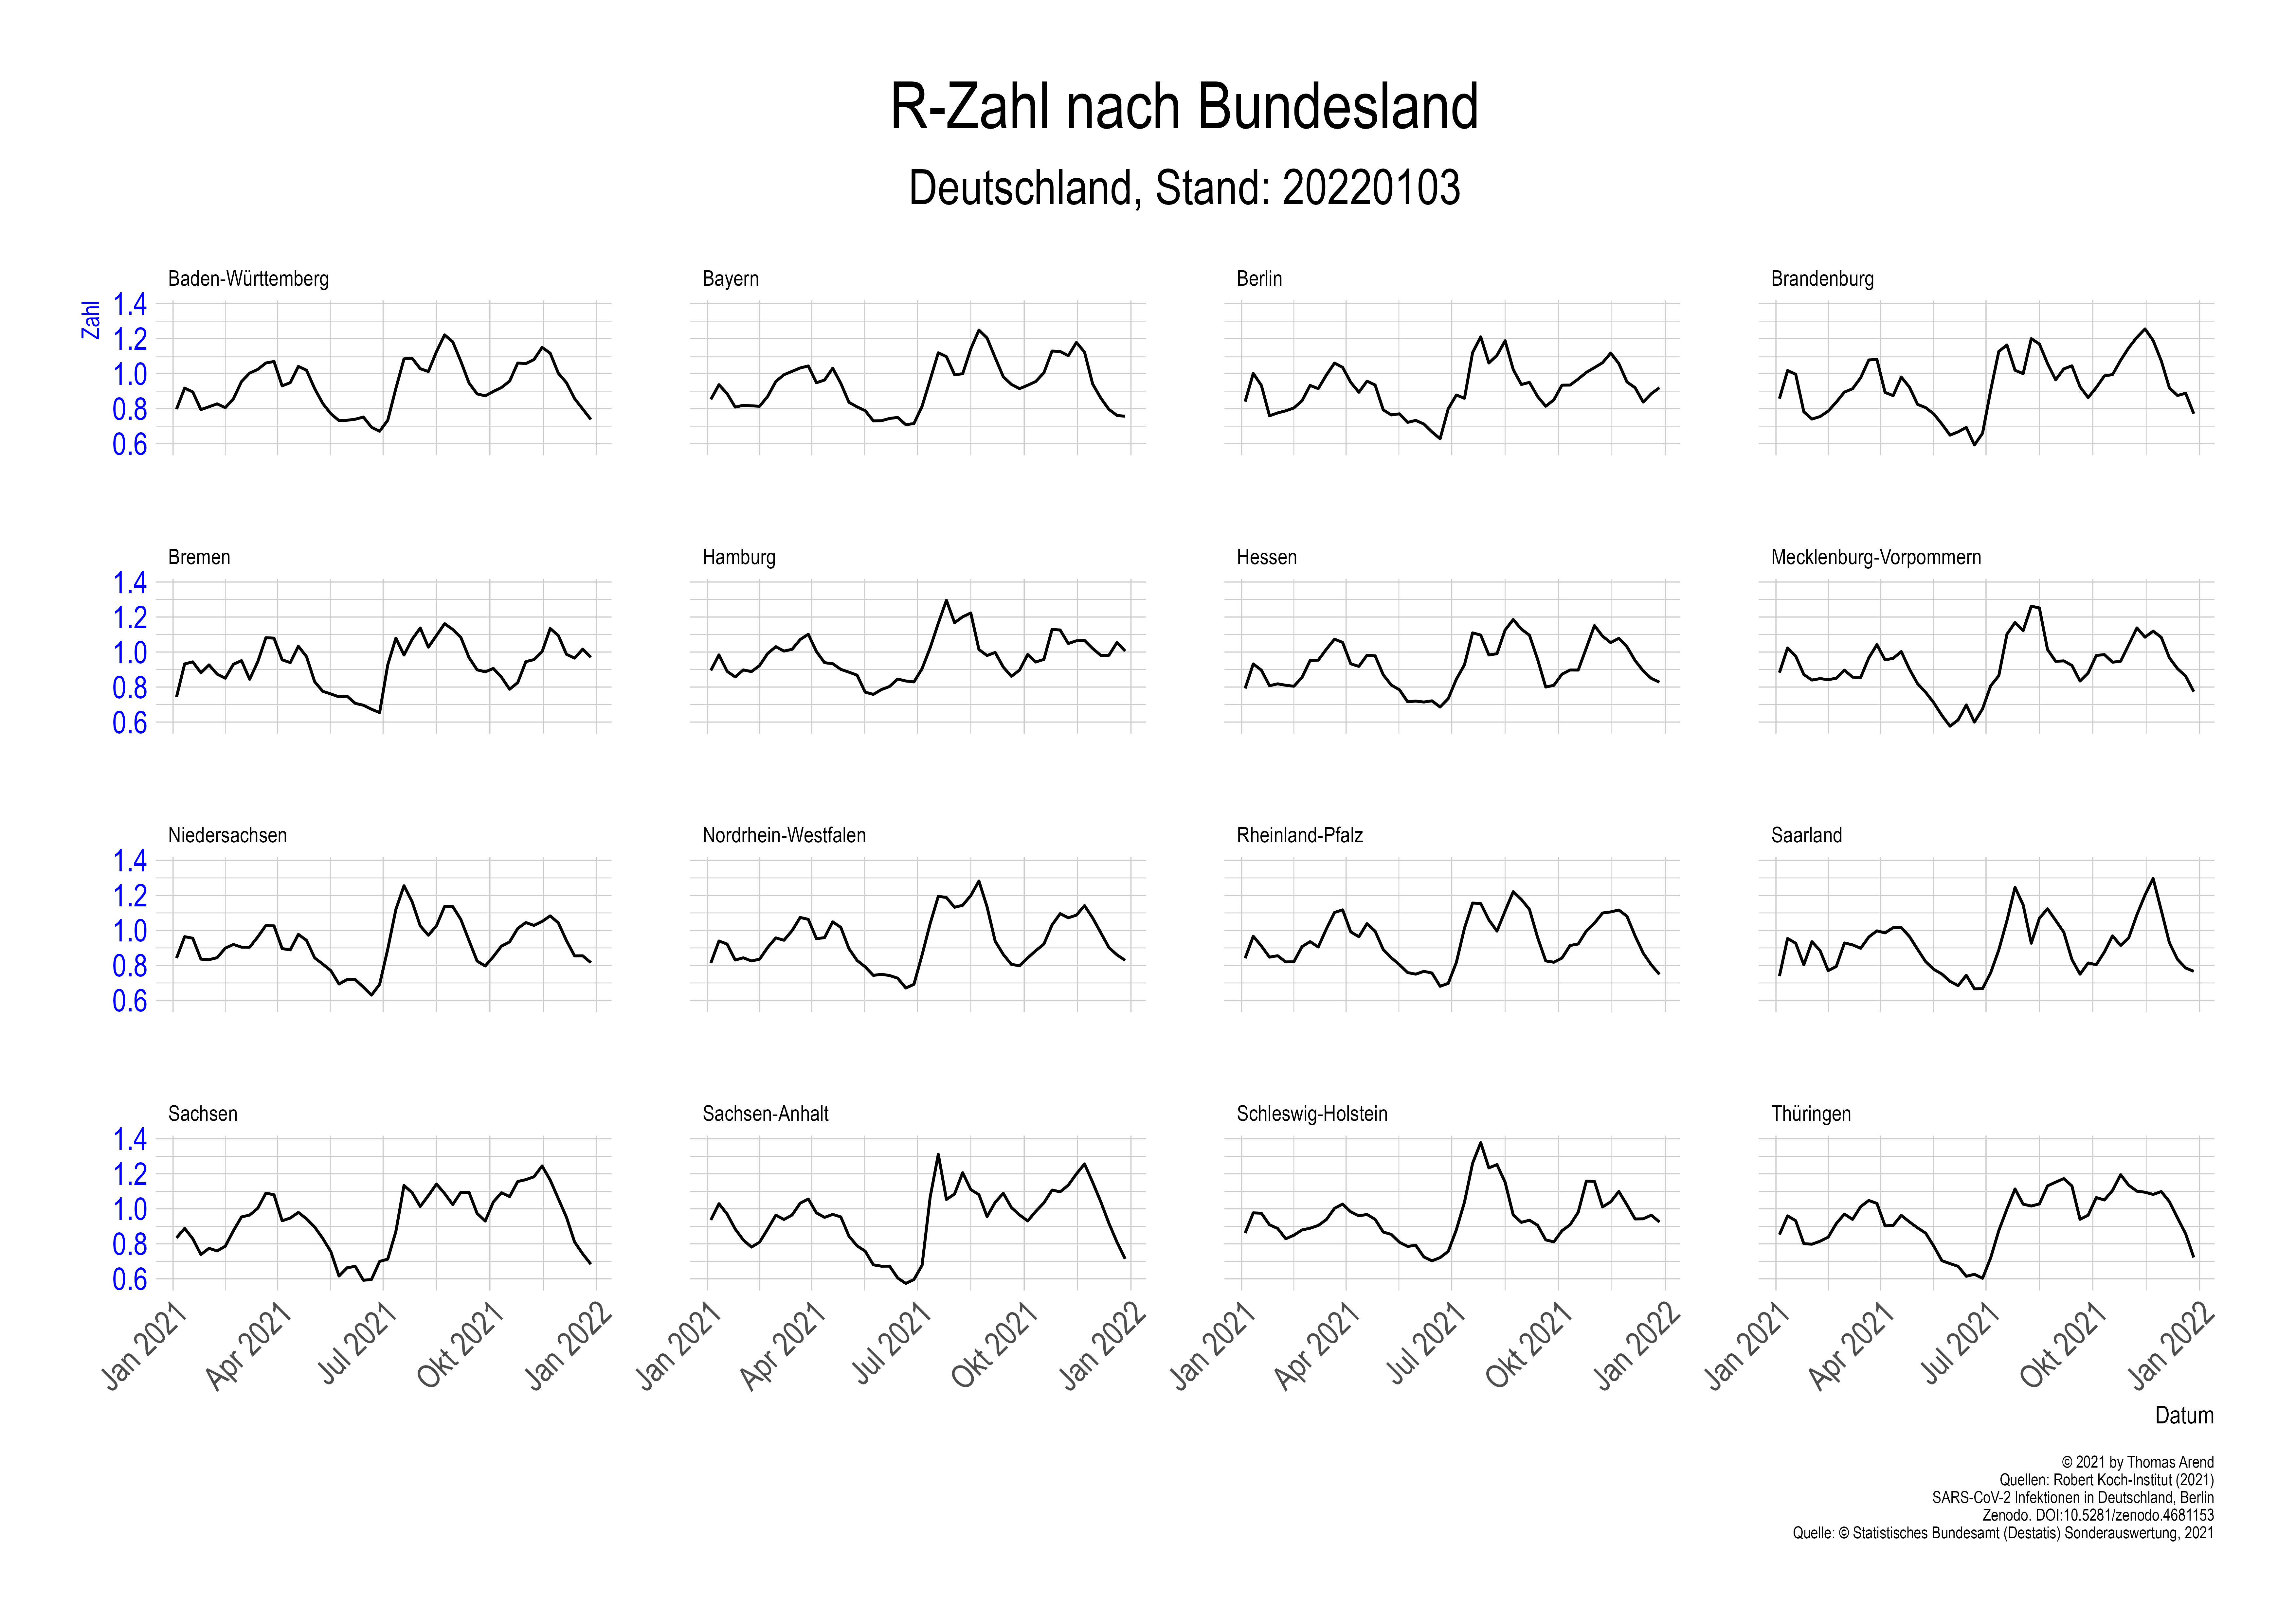 R-Zahl nach Bundesland
Deutschland, Stand: 20220103
Baden-Württemberg
Bayern
Berlin
Brandenburg
Zahl
1.4
1.2
1.0
0.8
0.6
Bremen
Hamburg
Hessen
Mecklenburg-Vorpommern
1.4
1.2
1.0
0.8
0.6
Niedersachsen
Nordrhein-Westfalen
Rheinland-Pfalz
Saarland
1.4
1.2
1.0
0.8
0.6
Sachsen
Sachsen-Anhalt
Schleswig-Holstein
Thüringen
1.4
1.2
1.0
0.8
0.6
Jan 2021
Apr 2021
Jul 2021
Okt 2021
Jan 2022
Jan 2021
Apr 2021
Jul 2021
Okt 2021
Jan 2022
Jan 2021
Apr 2021
Jul 2021
Okt 2021
Jan 2022
Jan 2021
Apr 2021
Jul 2021
Okt 2021
Jan 2022
Datum
© 2021 by Thomas Arend
Quellen: Robert Koch-Institut (2021)
SARS-CoV-2 Infektionen in Deutschland, Berlin
Zenodo. DOI:10.5281/zenodo.4681153
Quelle: © Statistisches Bundesamt (Destatis) Sonderauswertung, 2021